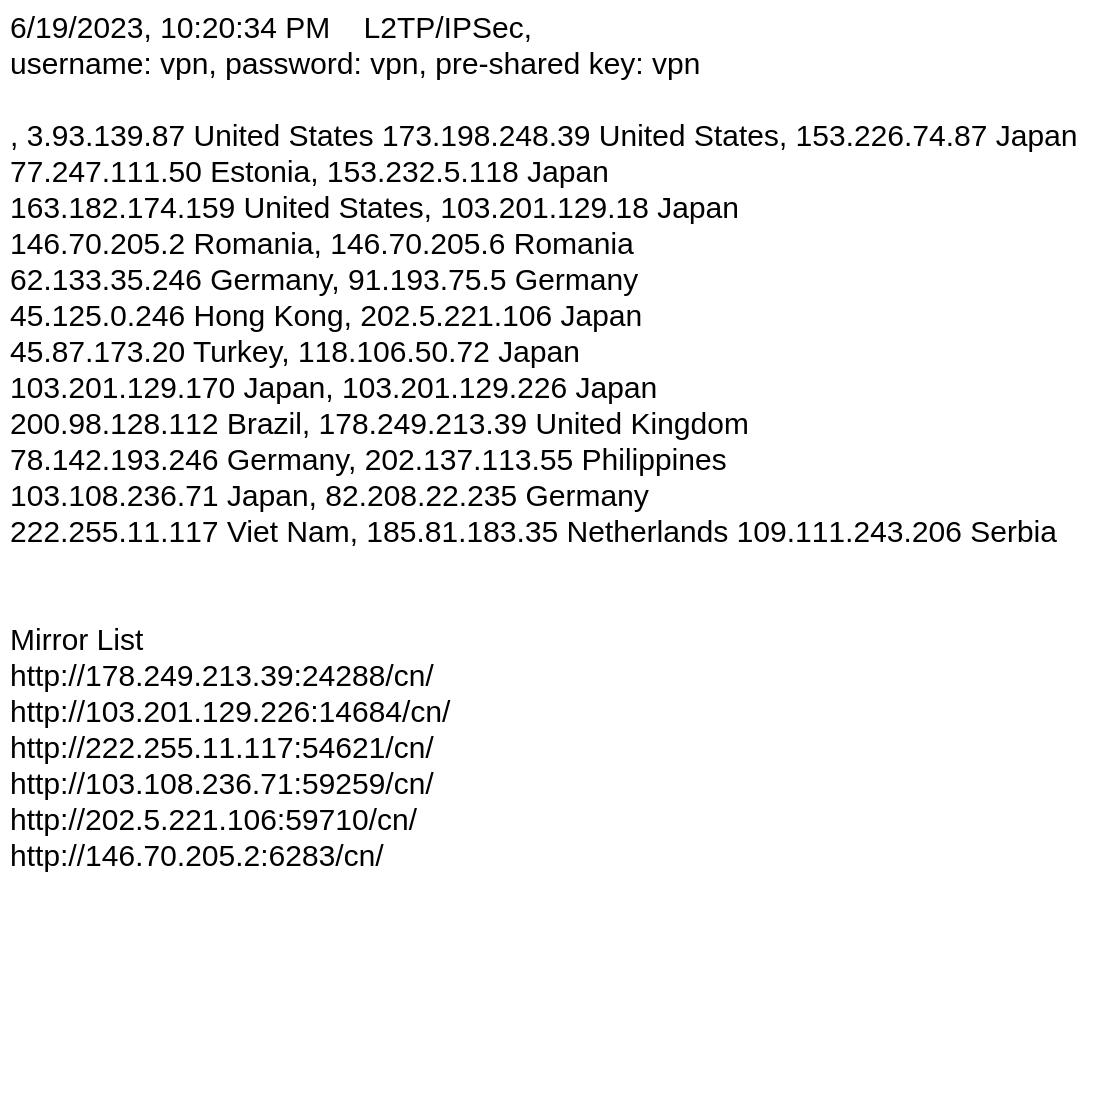 6/19/2023, 10:20:34 PM    L2TP/IPSec,
username: vpn, password: vpn, pre-shared key: vpn
, 3.93.139.87 United States 173.198.248.39 United States, 153.226.74.87 Japan
77.247.111.50 Estonia, 153.232.5.118 Japan
163.182.174.159 United States, 103.201.129.18 Japan
146.70.205.2 Romania, 146.70.205.6 Romania
62.133.35.246 Germany, 91.193.75.5 Germany
45.125.0.246 Hong Kong, 202.5.221.106 Japan
45.87.173.20 Turkey, 118.106.50.72 Japan
103.201.129.170 Japan, 103.201.129.226 Japan
200.98.128.112 Brazil, 178.249.213.39 United Kingdom
78.142.193.246 Germany, 202.137.113.55 Philippines
103.108.236.71 Japan, 82.208.22.235 Germany
222.255.11.117 Viet Nam, 185.81.183.35 Netherlands 109.111.243.206 Serbia
Mirror List
http://178.249.213.39:24288/cn/
http://103.201.129.226:14684/cn/
http://222.255.11.117:54621/cn/
http://103.108.236.71:59259/cn/
http://202.5.221.106:59710/cn/
http://146.70.205.2:6283/cn/